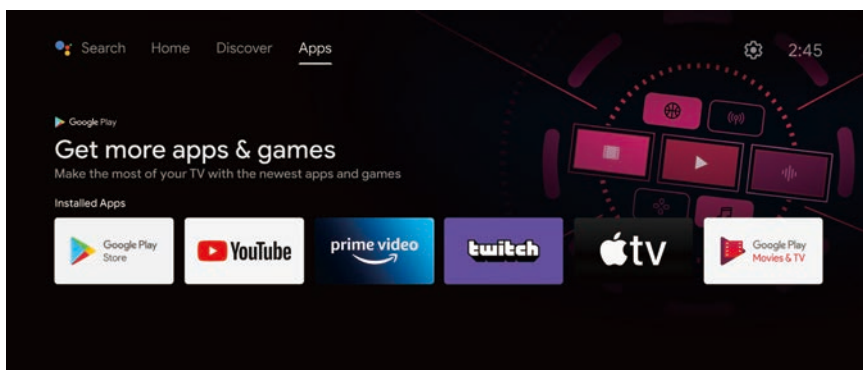 Search Home Discover Apps 2:45
Google Play
Get more apps & games
Make the most of your TV with the newest apps and games
Installed Apps
Google Play
Store
YouTube
prime video
twitch
tv
Google Play
Movies & TV